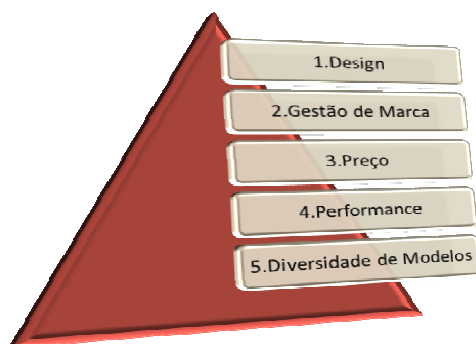 1.Design
2.Gestão de Marca
3.Preço
4.Performance
5.Diversidade de Modelos